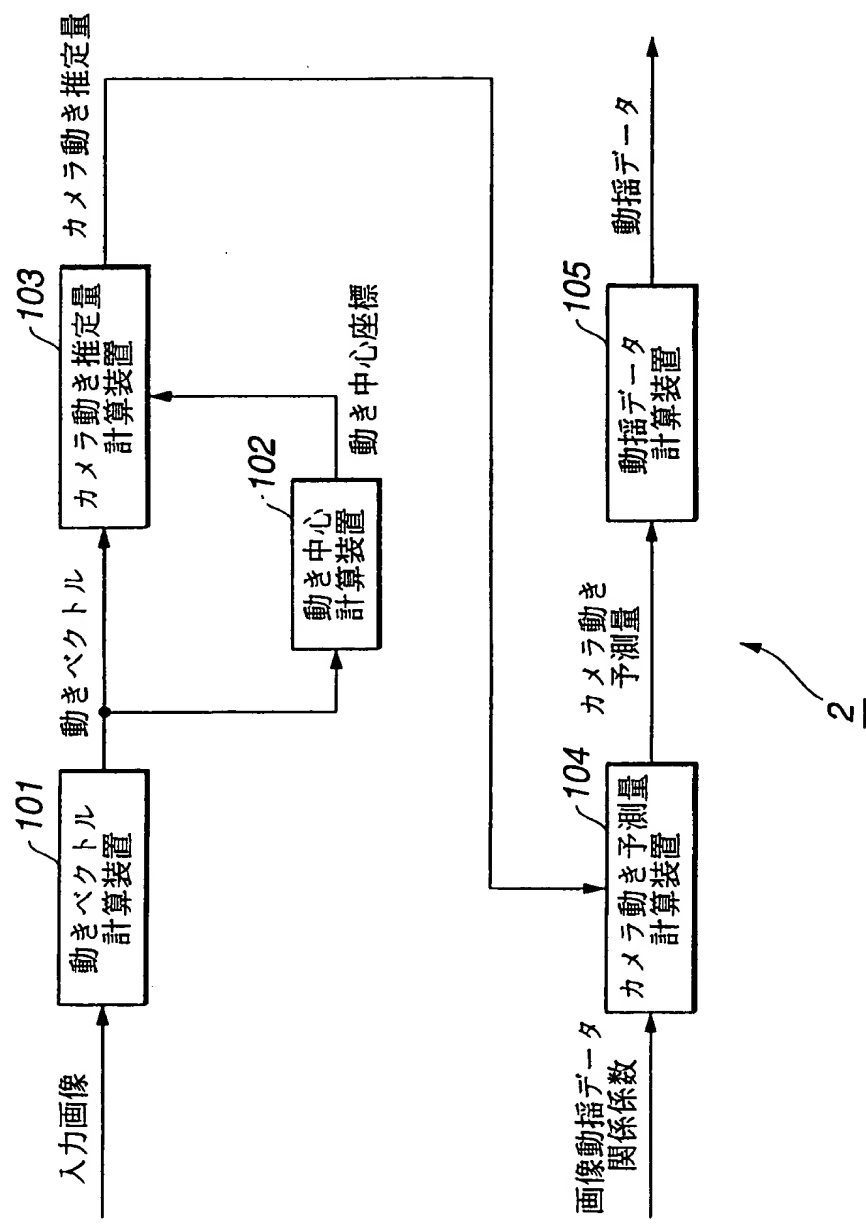 入力画像
101
動きベクトル
計算装置
動きベクトル
102
動き中心
計算装置
動き中心座標
103
カメラ動き推定量
計算装置
カメラ動き推定量
画像動揺データ
関係係数
104
カメラ動き予測量
計算装置
カメラ動き
予測量
105
動揺データ
計算装置
動揺データ
2